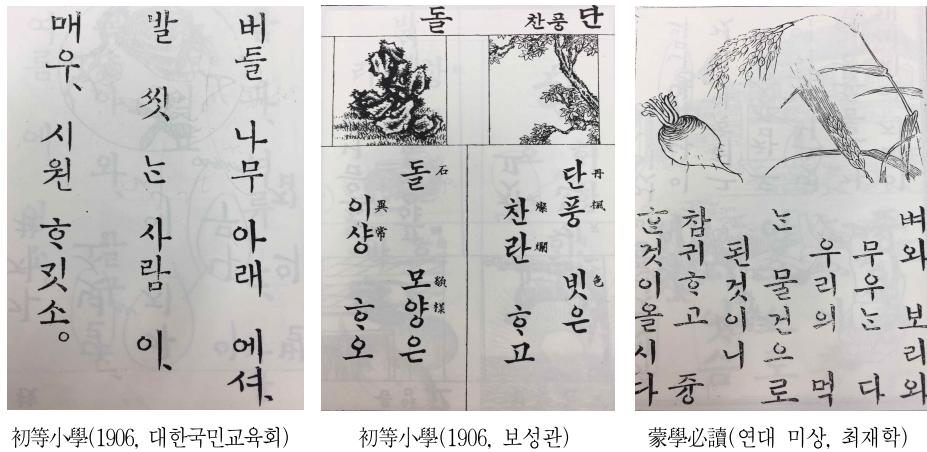 버들 나무 아래 에셔,
발 씻 ᄂᆞᆫ 사람 이,
매우, 시원 ᄒᆞ깃소。
初等小學(1906, 대한국민교육회)
단 풍찬
단풍 빗은
丹楓 色
찬란 ᄒᆞ고
燦爛
돌
돌 모양은
石 貌樣
이샹 ᄒᆞ오
異常
初等小學(1906, 보성관)
벼와 보리와
무우ᄂᆞᆫ 다
우리의 먹
ᄂᆞᆫ 물건으로
된것이니
참귀ᄒᆞ고 즁
ᄒᆞᆫ것이올시다
蒙學必讀(연대 미상, 최재학)